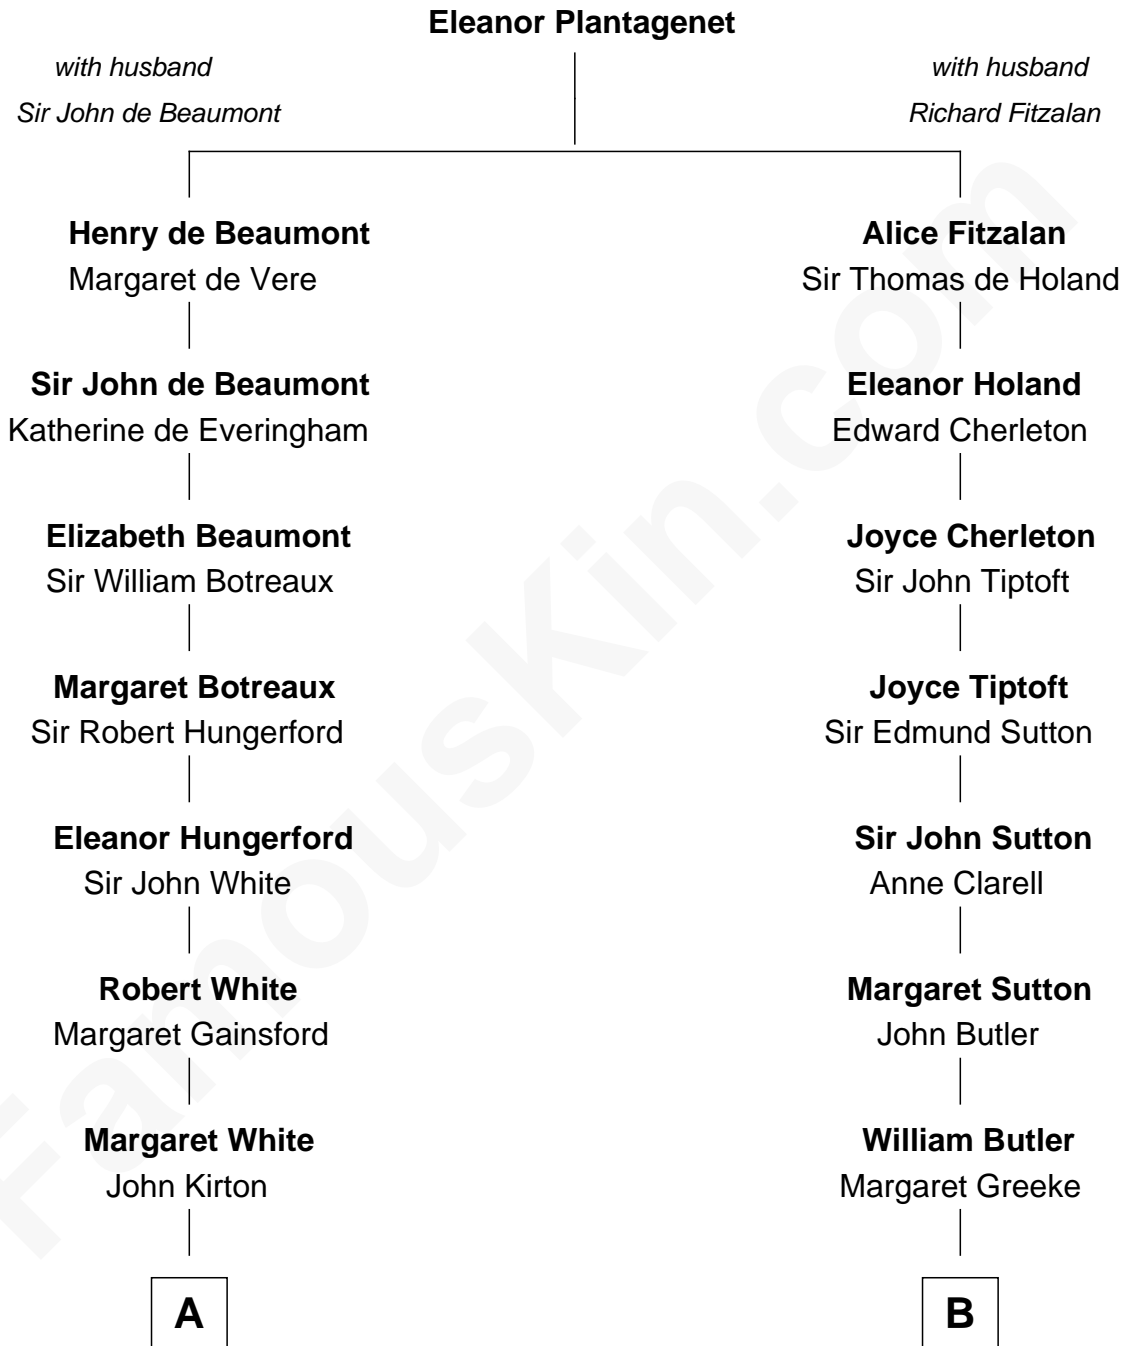 Eleanor Plantagenet
with husband
Sir John de Beaumont
with husband
Richard Fitzalan
Henry de Beaumont
Margaret de Vere
Alice Fitzalan
Sir Thomas de Holand
Sir John de Beaumont
Katherine de Everingham
Eleanor Holand
Edward Cherleton
Elizabeth Beaumont
Sir William Botreaux
Joyce Cherleton
Sir John Tiptoft
Margaret Botreaux
Sir Robert Hungerford
Joyce Tiptoft
Sir Edmund Sutton
Eleanor Hungerford
Sir John White
Sir John Sutton
Anne Clarell
Robert White
Margaret Gainsford
Margaret Sutton
John Butler
Margaret White
John Kirton
William Butler
Margaret Greeke
A
B
FamousKin.com